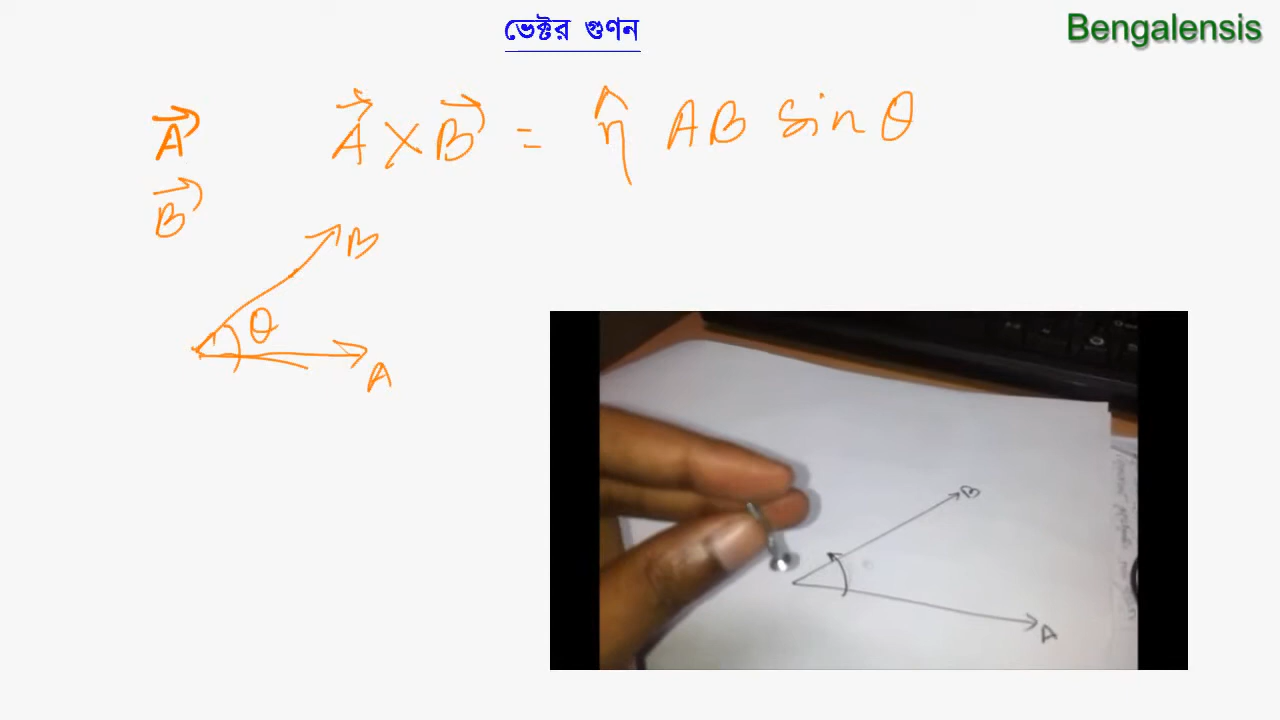 ভেক্টর গুণন
Bengalensis
A⃗
A⃗ X B⃗ = η̂ AB sin θ
B⃗
B
θ
A
B
A